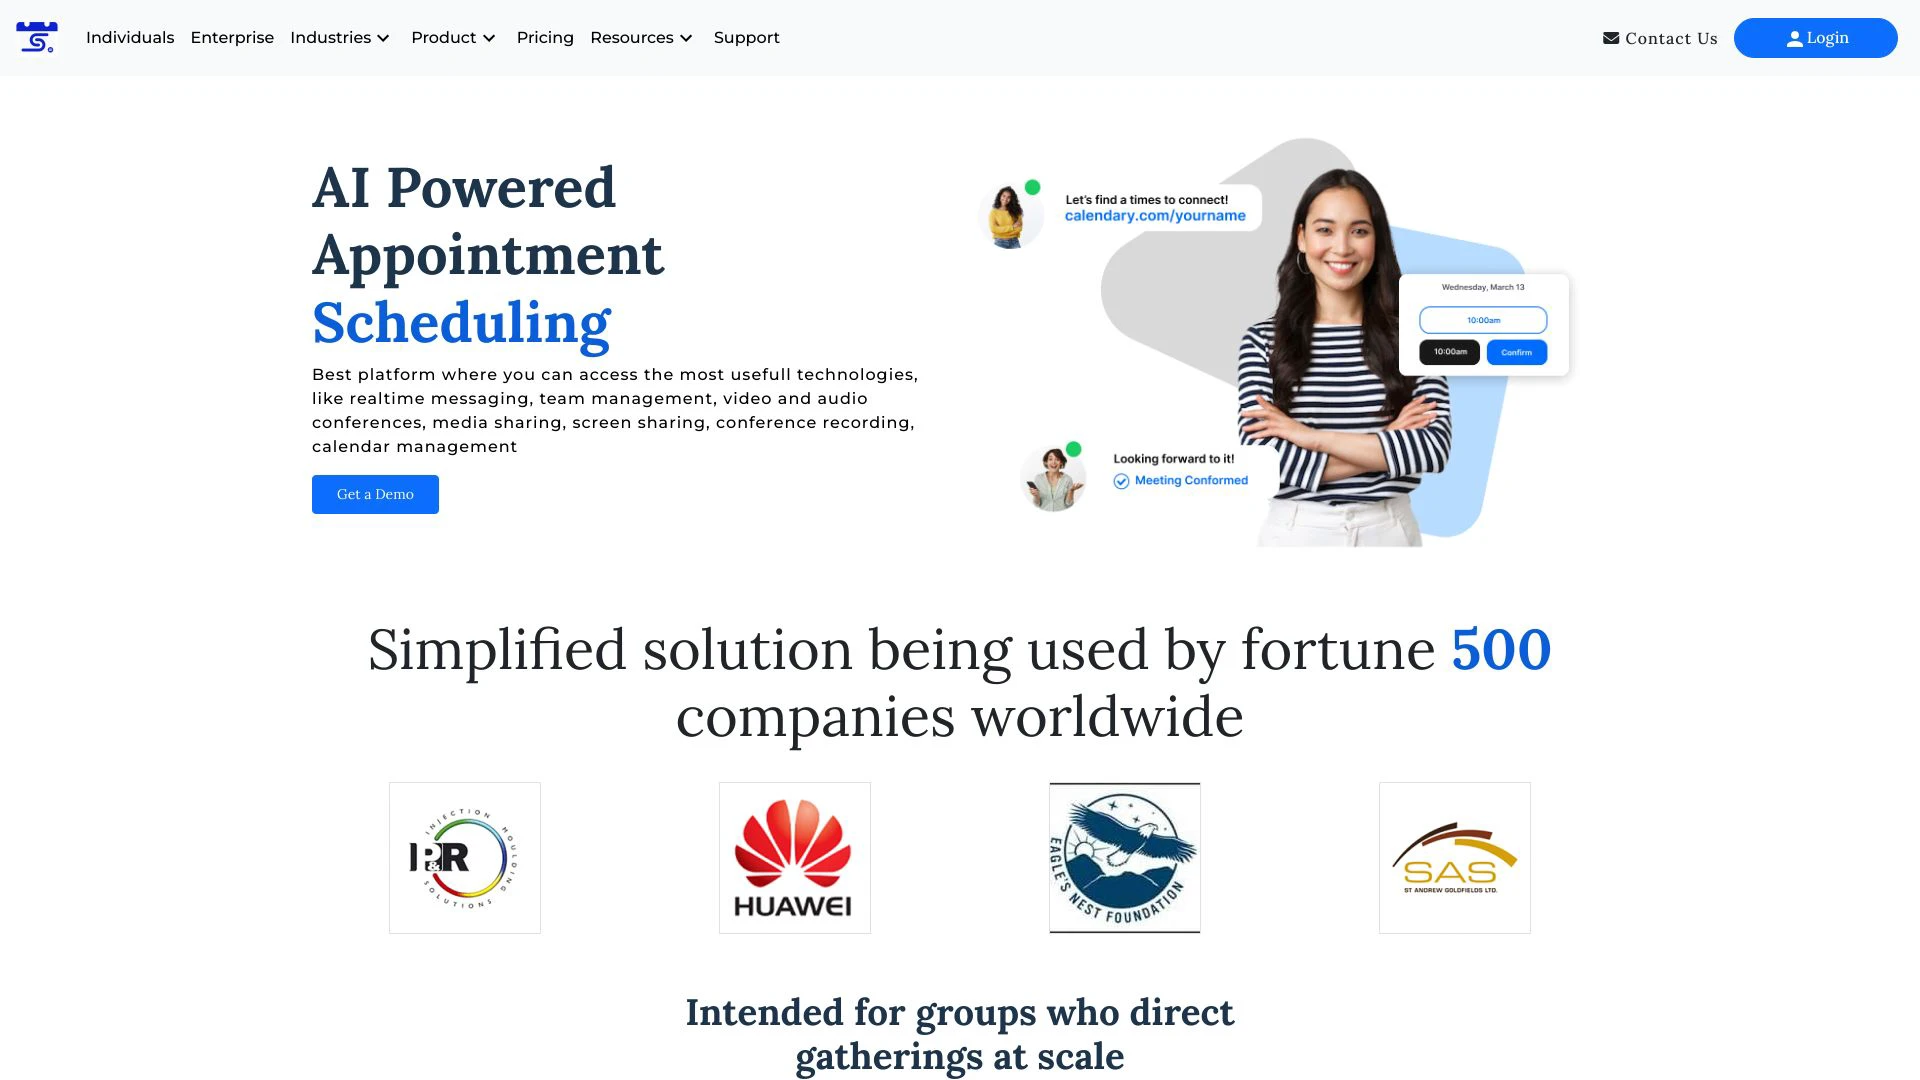 Individuals Enterprise Industries Product Pricing Resources Support Contact Us Login
AI Powered
Appointment
Scheduling
Best platform where you can access the most usefull technologies,
like realtime messaging, team management, video and audio
conferences, media sharing, screen sharing, conference recording,
calendar management
Get a Demo
Let's find a times to connect!
calendary.com/yourname
Wednesday, March 13
10:00am
10:00am Confirm
Looking forward to it!
Meeting Conformed
Simplified solution being used by fortune 500
companies worldwide
INJECTION MOULDING SOLUTIONS
IP&R
HUAWEI
EAGLE'S NEST FOUNDATION
SAS
ST ANDREW GOLDFIELDS LTD.
Intended for groups who direct
gatherings at scale